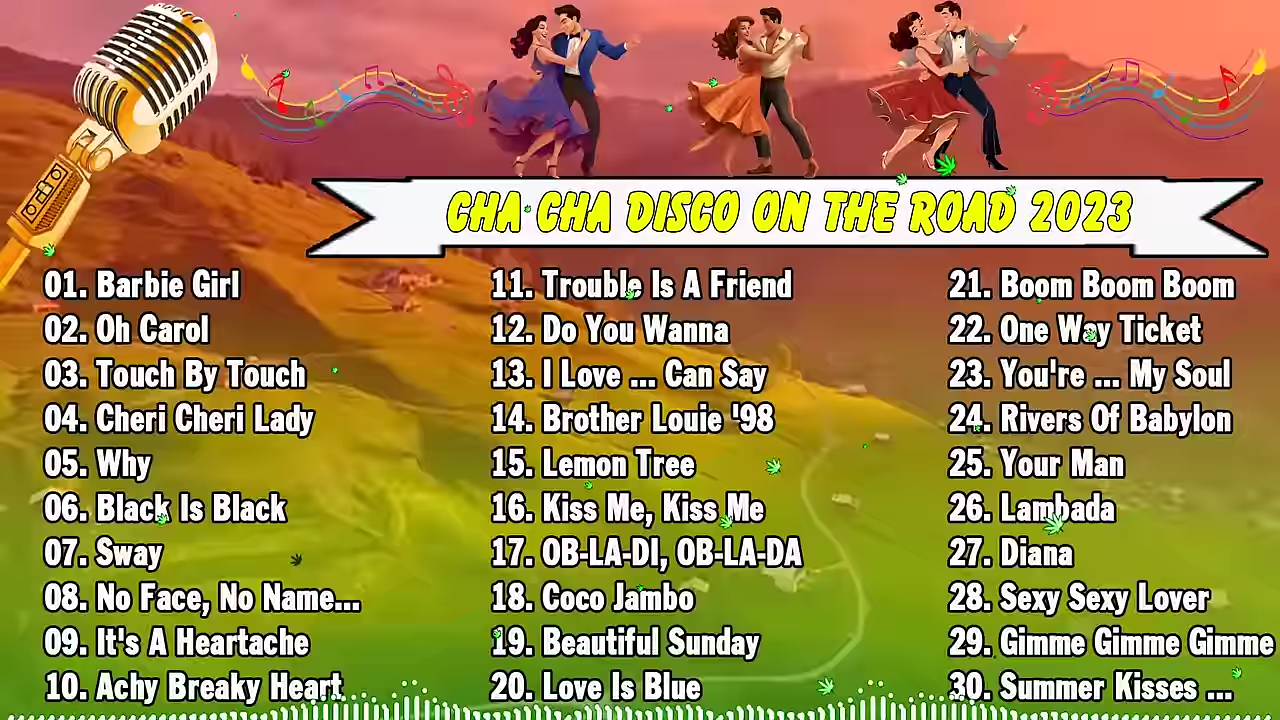 CHA CHA DISCO ON THE ROAD 2023
01. Barbie Girl
02. Oh Carol
03. Touch By Touch
04. Cheri Cheri Lady
05. Why
06. Black Is Black
07. Sway
08. No Face, No Name...
09. It's A Heartache
10. Achy Breaky Heart
11. Trouble Is A Friend
12. Do You Wanna
13. I Love ... Can Say
14. Brother Louie '98
15. Lemon Tree
16. Kiss Me, Kiss Me
17. OB-LA-DI, OB-LA-DA
18. Coco Jambo
19. Beautiful Sunday
20. Love Is Blue
21. Boom Boom Boom
22. One Way Ticket
23. You're ... My Soul
24. Rivers Of Babylon
25. Your Man
26. Lambada
27. Diana
28. Sexy Sexy Lover
29. Gimme Gimme Gimme
30. Summer Kisses ...